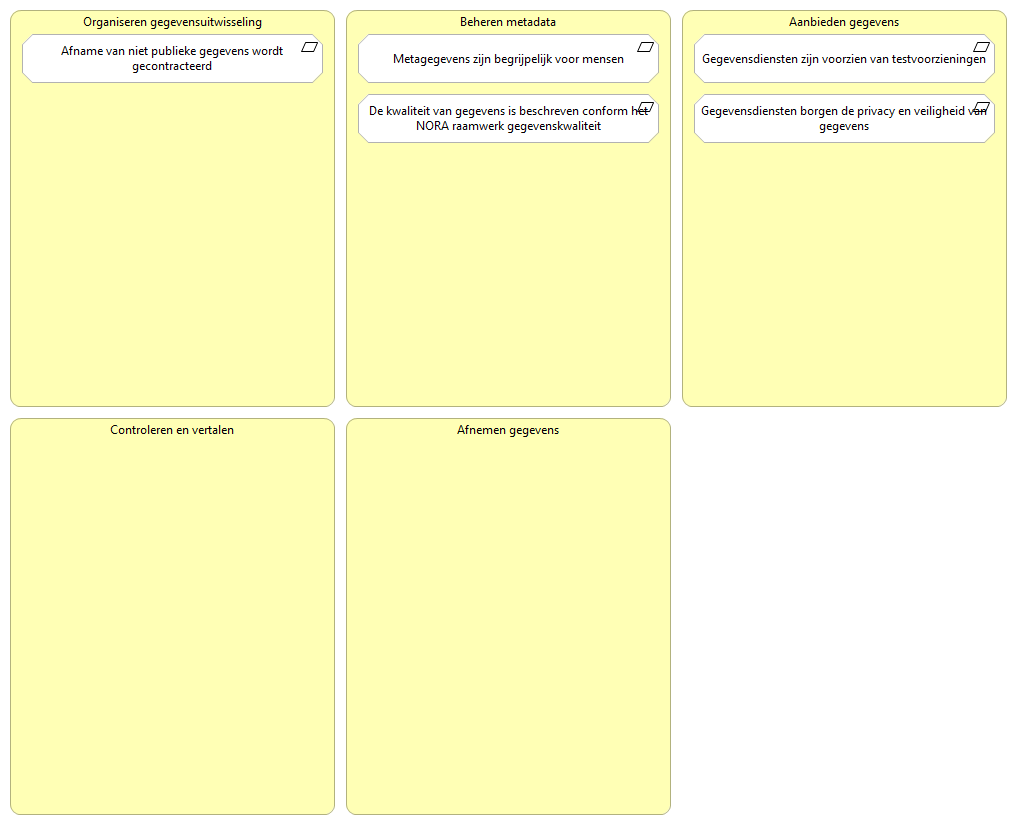 Organiseren gegevensuitwisseling
Afname van niet publieke gegevens wordt
gecontracteerd
Beheren metadata
Metagegevens zijn begrijpelijk voor mensen
De kwaliteit van gegevens is beschreven conform het
NORA raamwerk gegevenskwaliteit
Aanbieden gegevens
Gegevensdiensten zijn voorzien van testvoorzieningen
Gegevensdiensten borgen de privacy en veiligheid van
gegevens
Controleren en vertalen
Afnemen gegevens